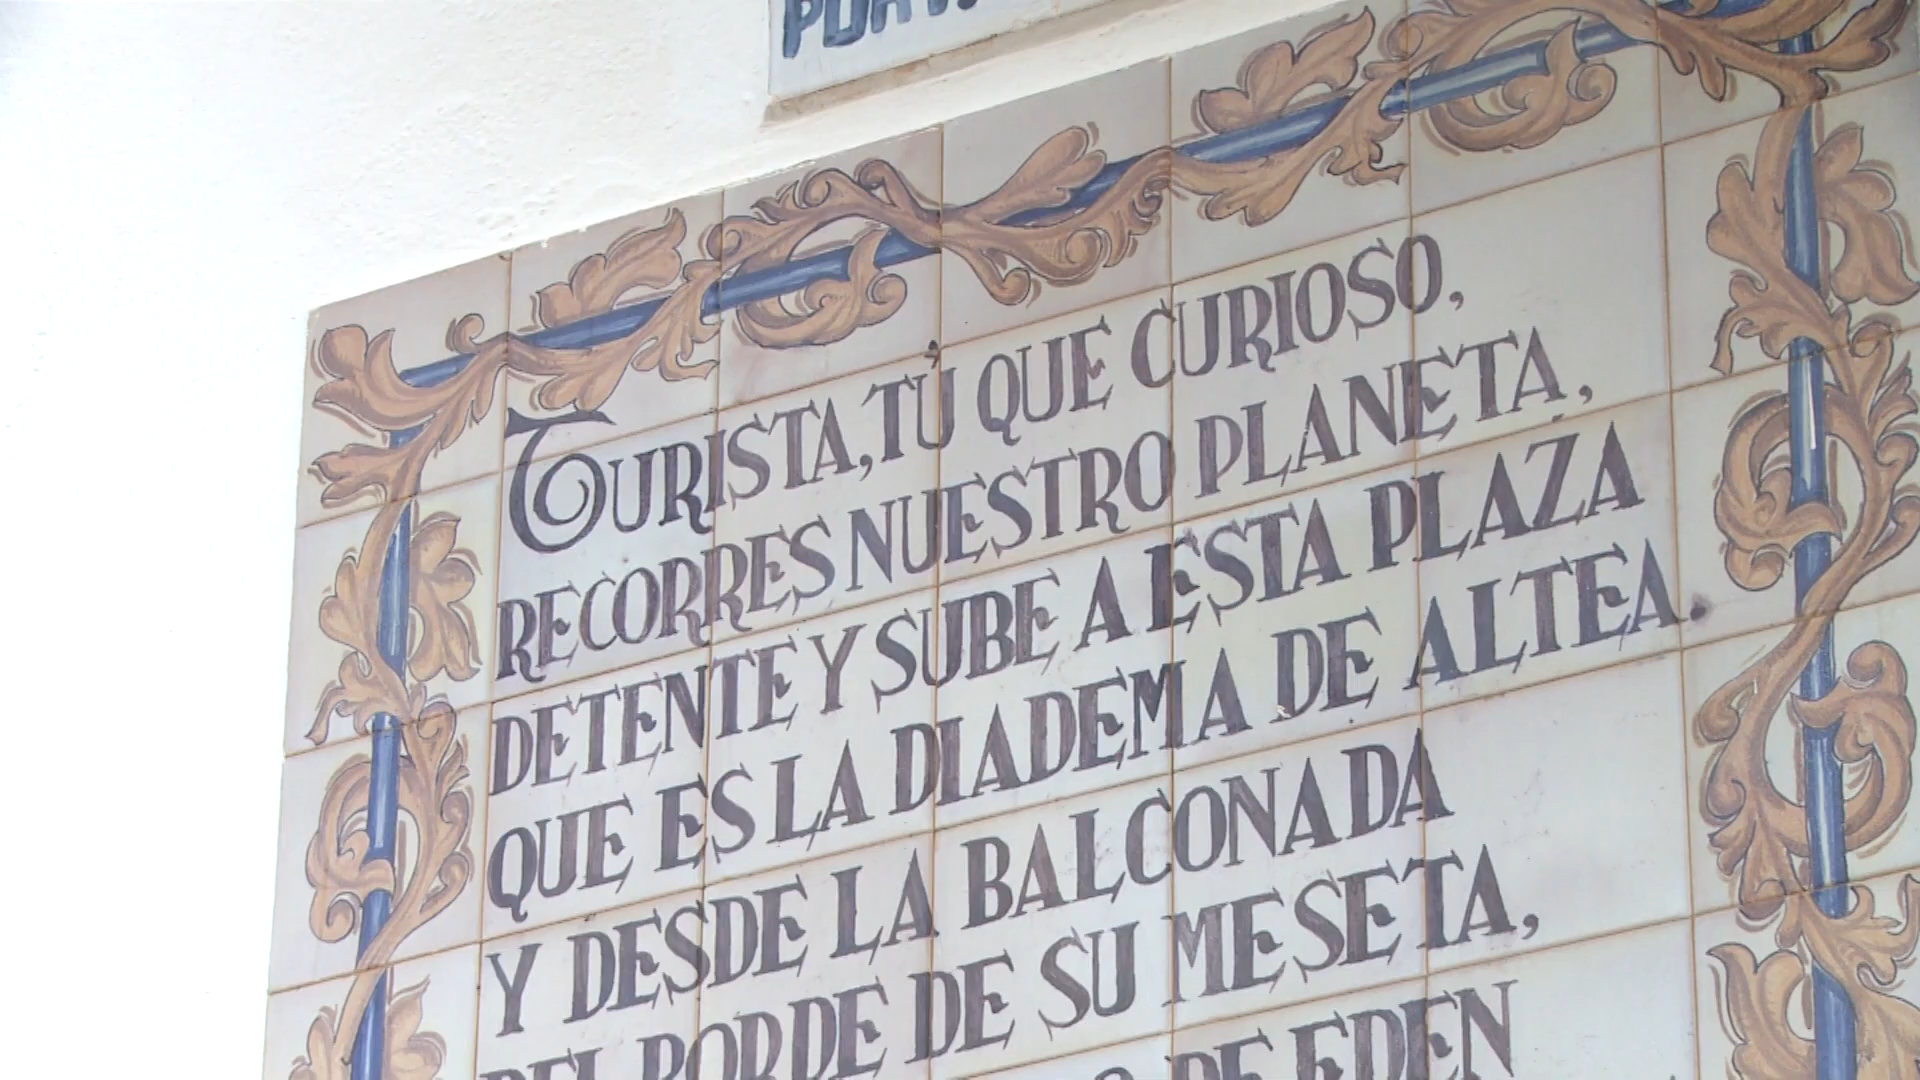 TURISTA, TÚ QUE CURIOSO,
RECORRES NUESTRO PLANETA,
DETENTE Y SUBE A ESTA PLAZA
QUE ES LA DIADEMA DE ALTEA.
Y DESDE LA BALCONADA
DEL BORDE DE SU MESETA,
DE EDEN